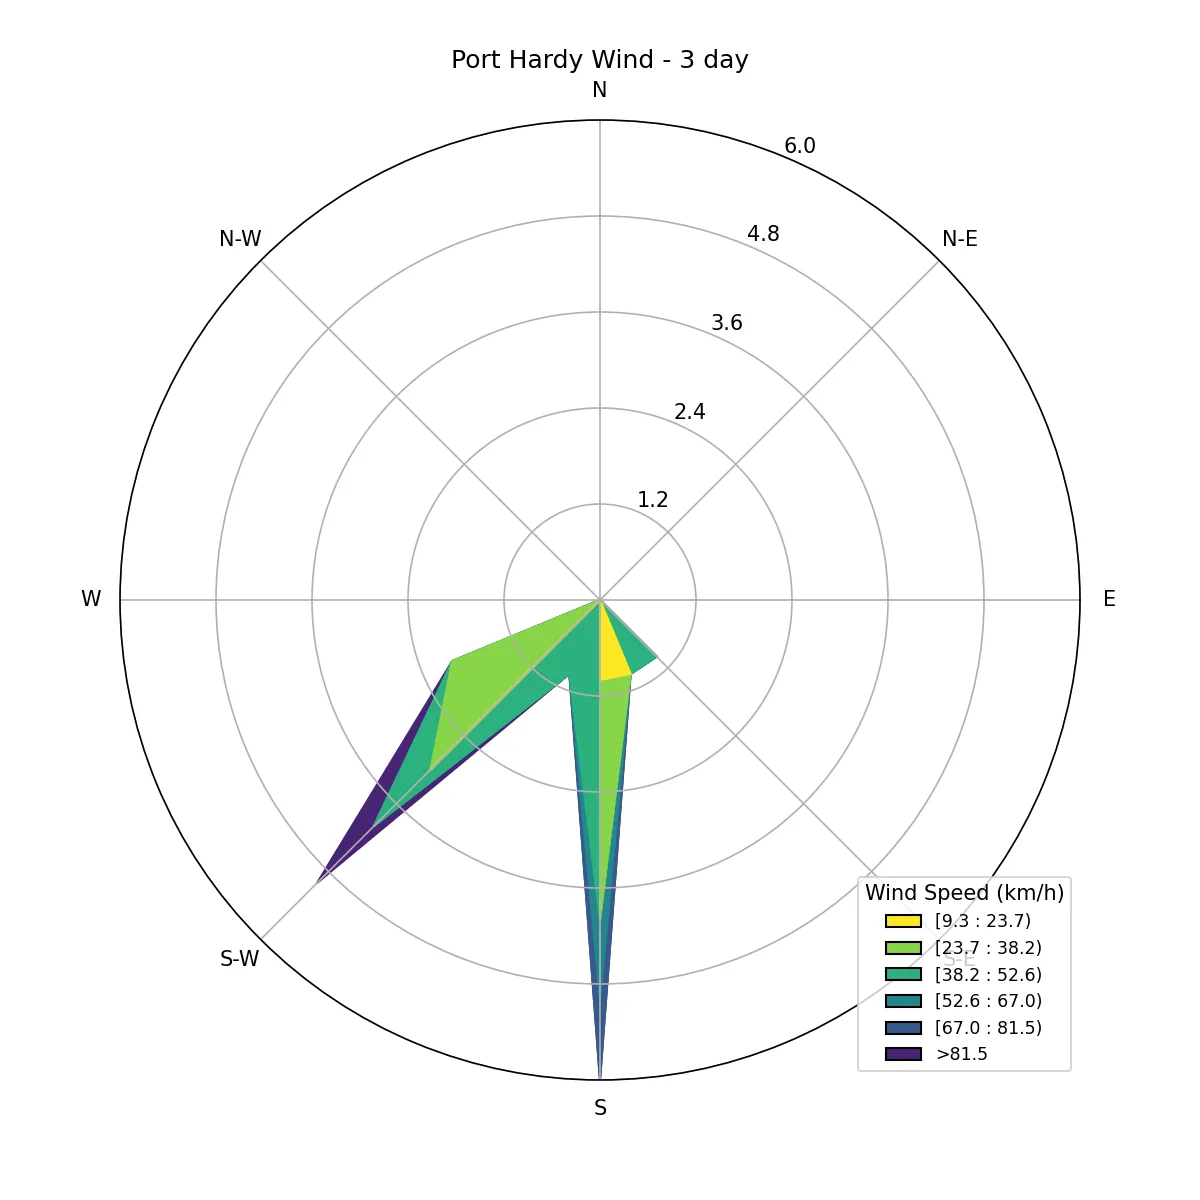 Port Hardy Wind - 3 day
N
6.0
4.8
N-W
N-E
3.6
2.4
1.2
W
E
S-W
S-E
Wind Speed (km/h)
[9.3 : 23.7)
[23.7 : 38.2)
[38.2 : 52.6)
[52.6 : 67.0)
[67.0 : 81.5)
>81.5
S